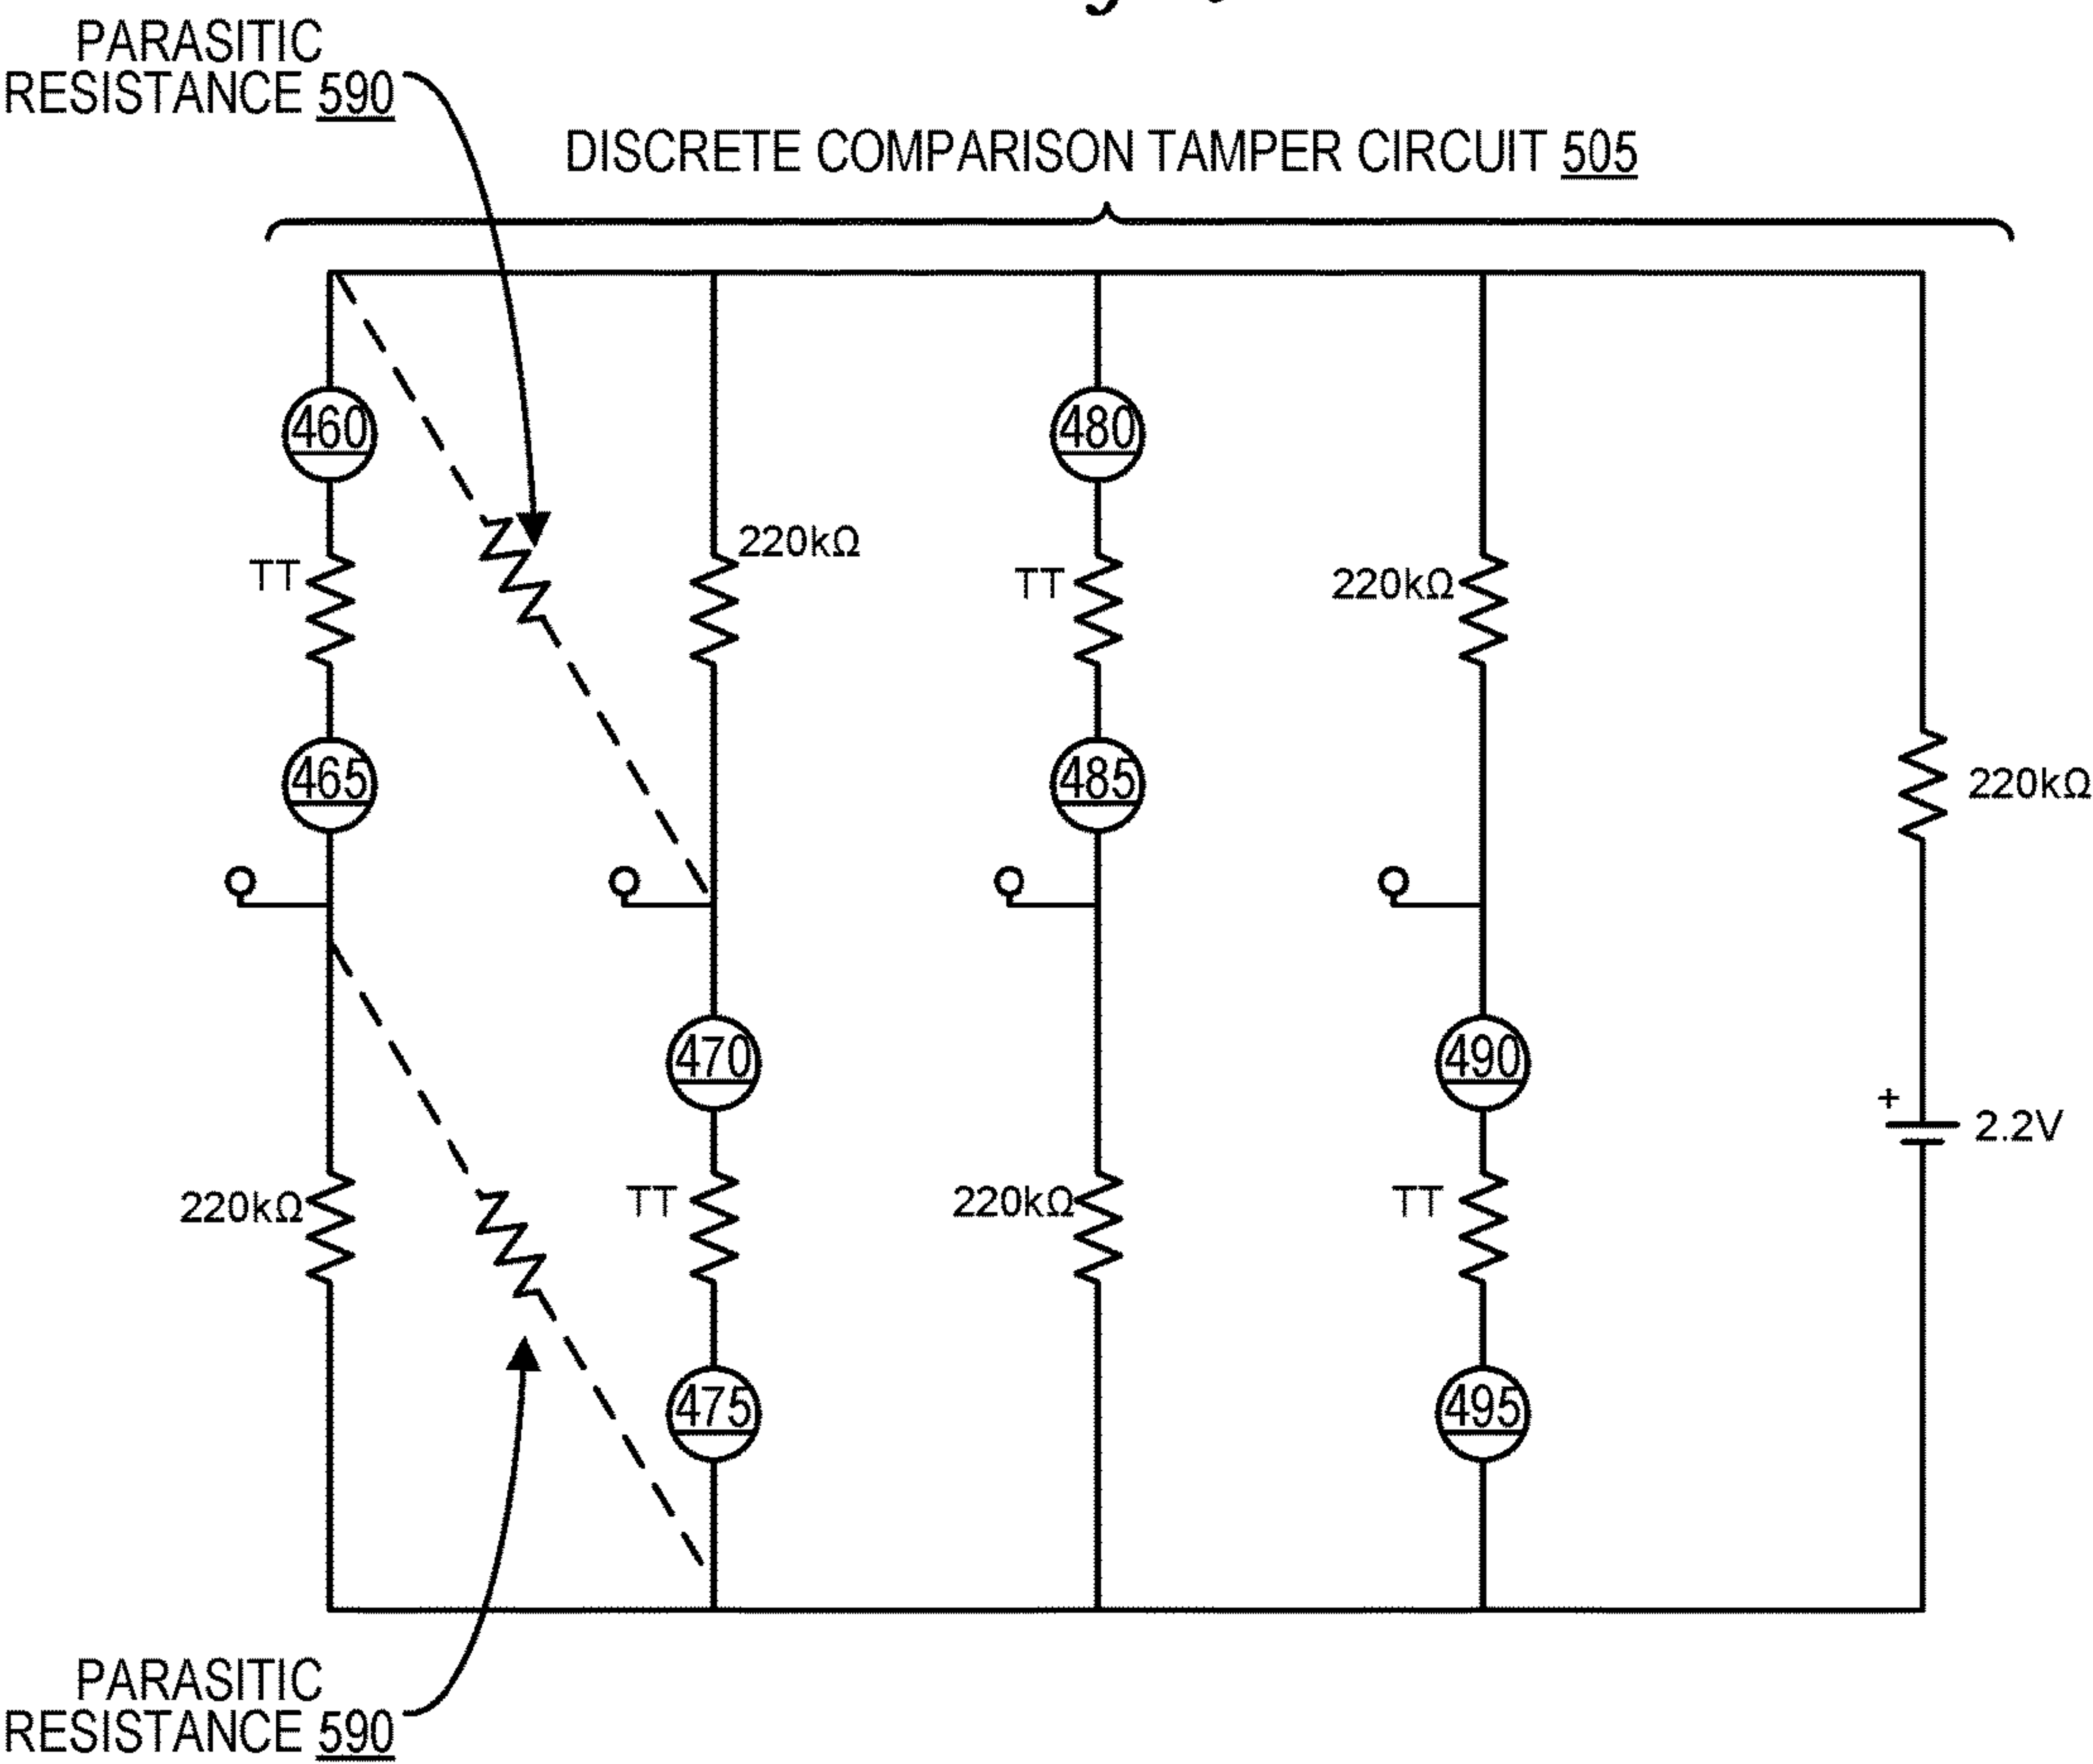 PARASITIC
RESISTANCE 590
DISCRETE COMPARISON TAMPER CIRCUIT 505
460
480
220kΩ
TT
TT
220kΩ
465
485
220kΩ
470
490
+
2.2V
220kΩ
TT
220kΩ
TT
475
495
PARASITIC
RESISTANCE 590